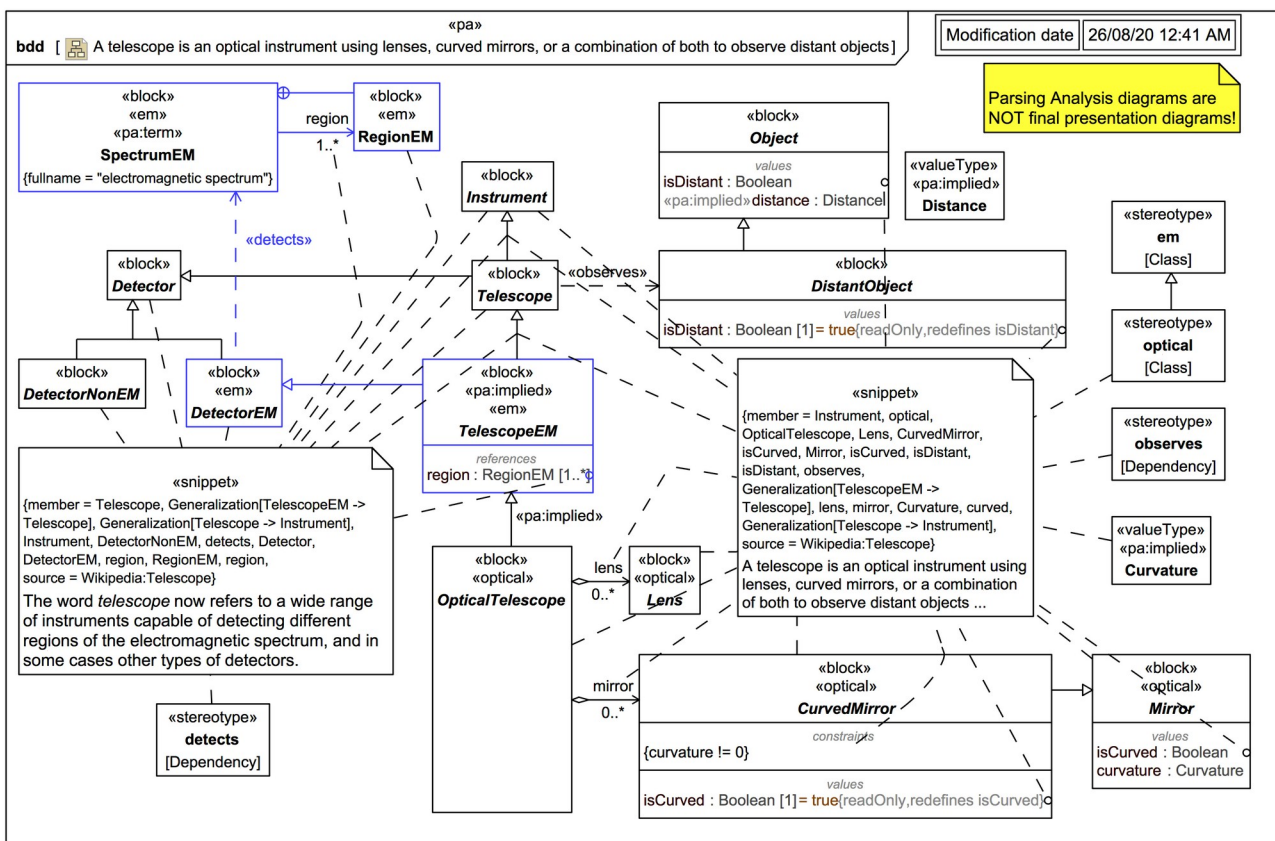 «pa»
bdd [ A telescope is an optical instrument using lenses, curved mirrors, or a combination of both to observe distant objects]
Modification date 26/08/20 12:41 AM
Parsing Analysis diagrams are
NOT final presentation diagrams!
«block»
«em»
«pa:term»
SpectrumEM
{fullname = "electromagnetic spectrum"}
region
1..*
«block»
«em»
RegionEM
«block»
Instrument
«block»
Object
values
isDistant : Boolean
«pa:implied» distance : Distancel
«valueType»
«pa:implied»
Distance
«stereotype»
em
[Class]
«detects»
«block»
Detector
«block»
Telescope
«observes»
«block»
DistantObject
values
isDistant : Boolean [1] = true{readOnly,redefines isDistant}
«stereotype»
optical
[Class]
«block»
DetectorNonEM
«block»
«em»
DetectorEM
«block»
«pa:implied»
«em»
TelescopeEM
references
region : RegionEM [1..*]
«pa:implied»
«stereotype»
observes
[Dependency]
«valueType»
«pa:implied»
Curvature
«snippet»
{member = Telescope, Generalization[TelescopeEM ->
Telescope], Generalization[Telescope -> Instrument],
Instrument, DetectorNonEM, detects, Detector,
DetectorEM, region, RegionEM, region,
source = Wikipedia:Telescope}
The word telescope now refers to a wide range
of instruments capable of detecting different
regions of the electromagnetic spectrum, and in
some cases other types of detectors.
«snippet»
{member = Instrument, optical,
OpticalTelescope, Lens, CurvedMirror,
isCurved, Mirror, isCurved, isDistant,
isDistant, observes,
Generalization[TelescopeEM ->
Telescope], lens, mirror, Curvature, curved,
Generalization[Telescope -> Instrument],
source = Wikipedia:Telescope}
A telescope is an optical instrument using
lenses, curved mirrors, or a combination
of both to observe distant objects ...
«block»
«optical»
OpticalTelescope
lens
0..*
«block»
«optical»
Lens
mirror
0..*
«block»
«optical»
CurvedMirror
constraints
{curvature != 0}
values
isCurved : Boolean [1] = true{readOnly,redefines isCurved}
«block»
«optical»
Mirror
values
isCurved : Boolean
curvature : Curvature
«stereotype»
detects
[Dependency]